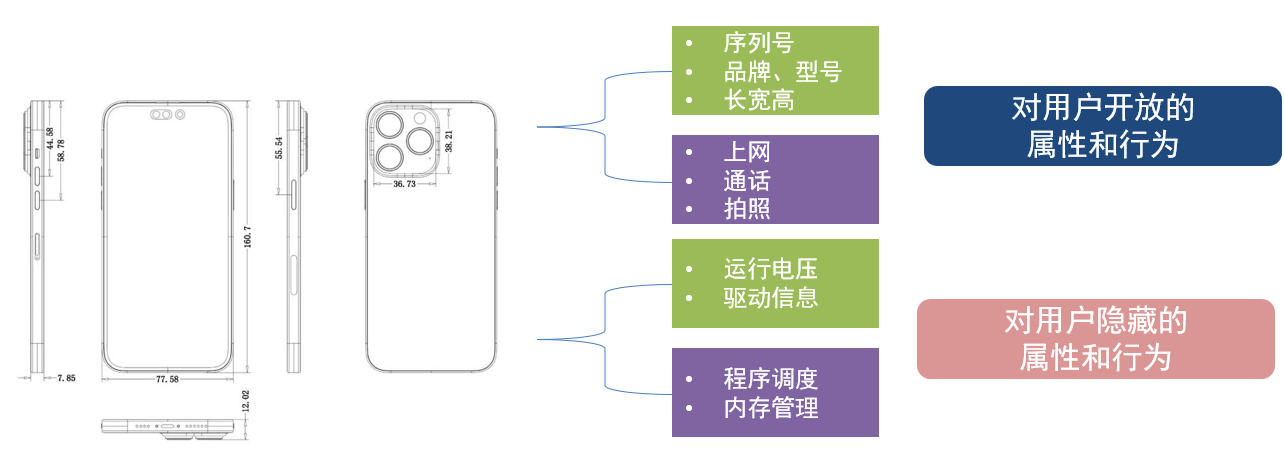 44.58
58.78
7.85
77.58
160.7
12.02
55.54
38.21
36.73
• 序列号
• 品牌、型号
• 长宽高
• 上网
• 通话
• 拍照
对用户开放的
属性和行为
• 运行电压
• 驱动信息
• 程序调度
• 内存管理
对用户隐藏的
属性和行为